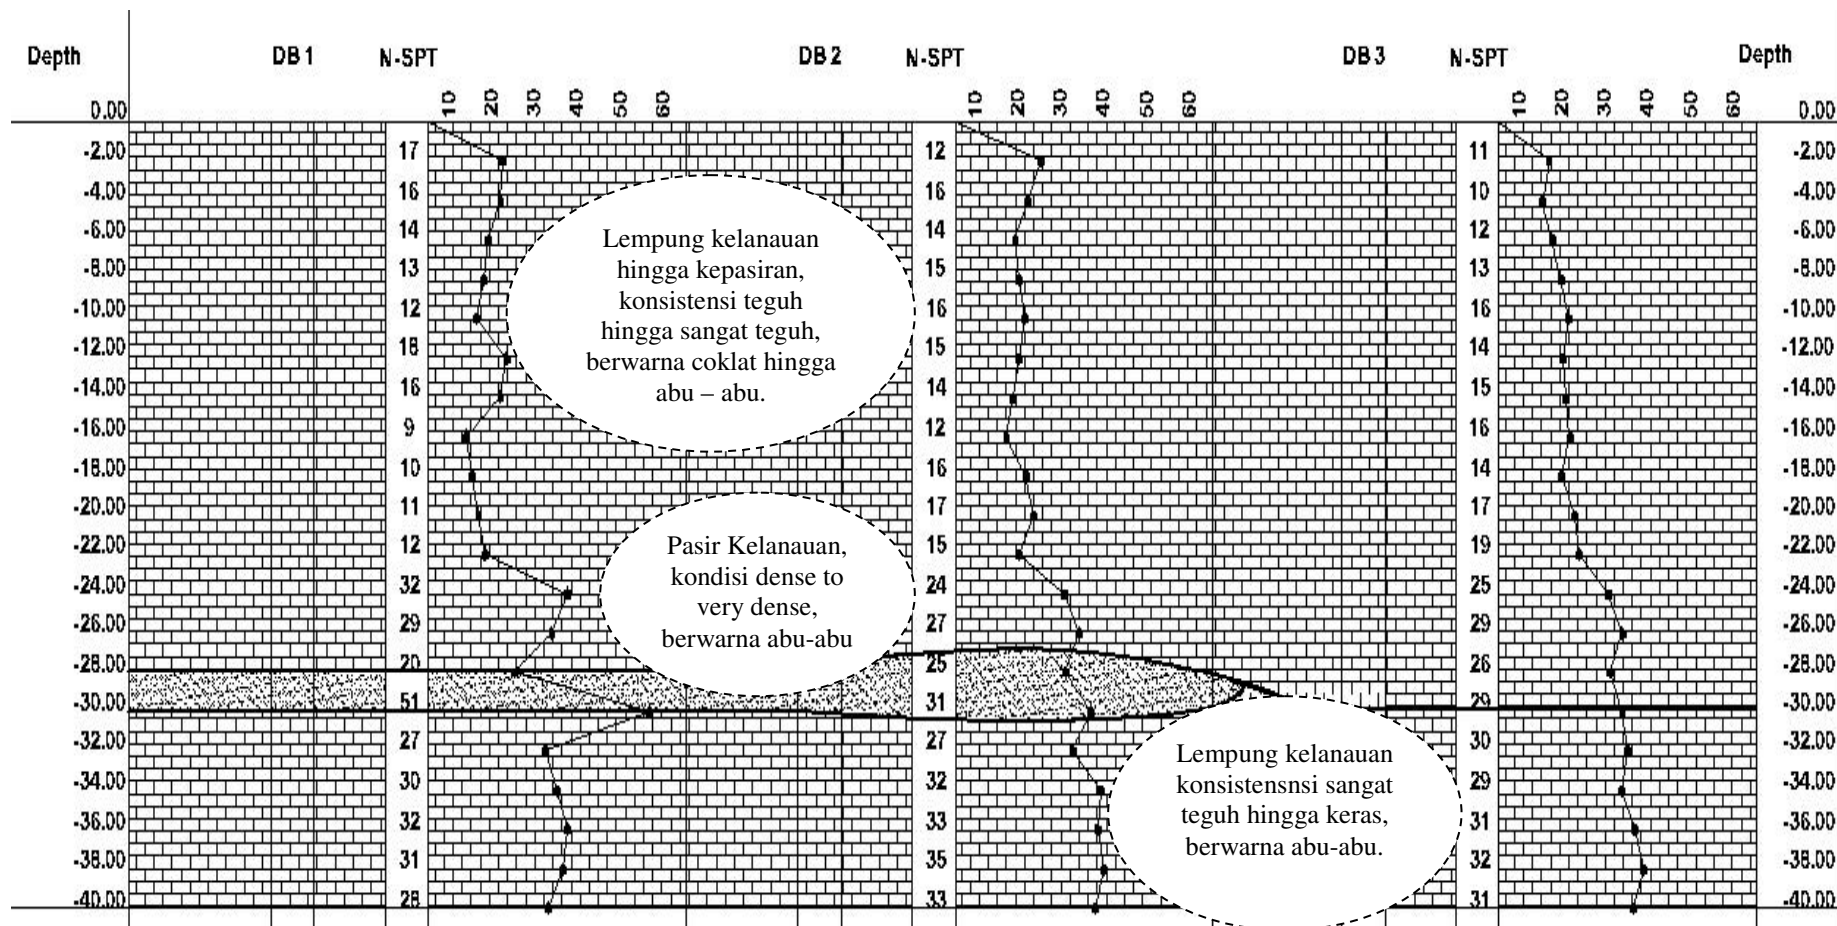 Depth DB 1 N-SPT DB 2 N-SPT DB 3 N-SPT Depth
0.00 10 20 30 40 50 60 10 20 30 40 50 60 10 20 30 40 50 60 0.00
-2.00 17 12 11 -2.00
-4.00 16 16 10 -4.00
-6.00 14 14 12 -6.00
-8.00 13 15 13 -8.00
-10.00 12 16 16 -10.00
-12.00 18 15 14 -12.00
-14.00 16 14 15 -14.00
-16.00 9 12 16 -16.00
-18.00 10 16 14 -18.00
-20.00 11 17 17 -20.00
-22.00 12 15 19 -22.00
-24.00 32 24 25 -24.00
-26.00 29 27 29 -26.00
-28.00 20 25 26 -28.00
-30.00 51 31 29 -30.00
-32.00 27 27 30 -32.00
-34.00 30 32 29 -34.00
-36.00 32 33 31 -36.00
-38.00 31 35 32 -38.00
-40.00 28 33 31 -40.00
Lempung kelanauan
hingga kepasiran,
konsistensi teguh
hingga sangat teguh,
berwarna coklat hingga
abu – abu.
Pasir Kelanauan,
kondisi dense to
very dense,
berwarna abu-abu
Lempung kelanauan
konsistensnsi sangat
teguh hingga keras,
berwarna abu-abu.